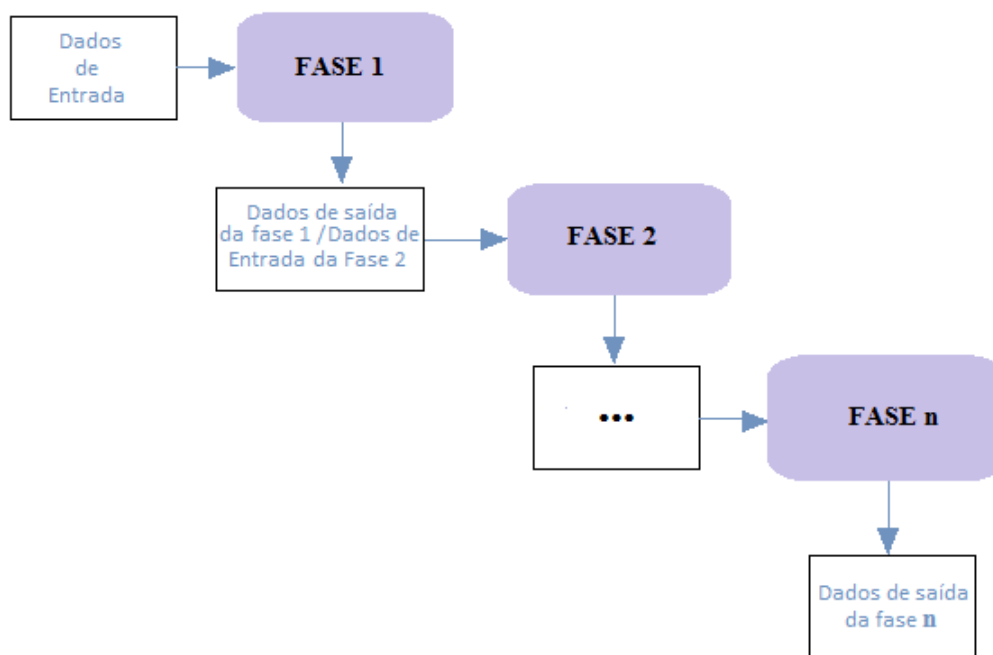 Dados
de
Entrada
FASE 1
Dados de saída
da fase 1 /Dados de
Entrada da Fase 2
FASE 2
•••
FASE n
Dados de saída
da fase n